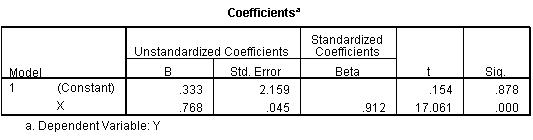 Coefficientsa
Unstandardized Coefficients Standardized Coefficients
Model B Std. Error Beta t Sig.
1 (Constant) .333 2.159 .154 .878
X .768 .045 .912 17.061 .000
a. Dependent Variable: Y